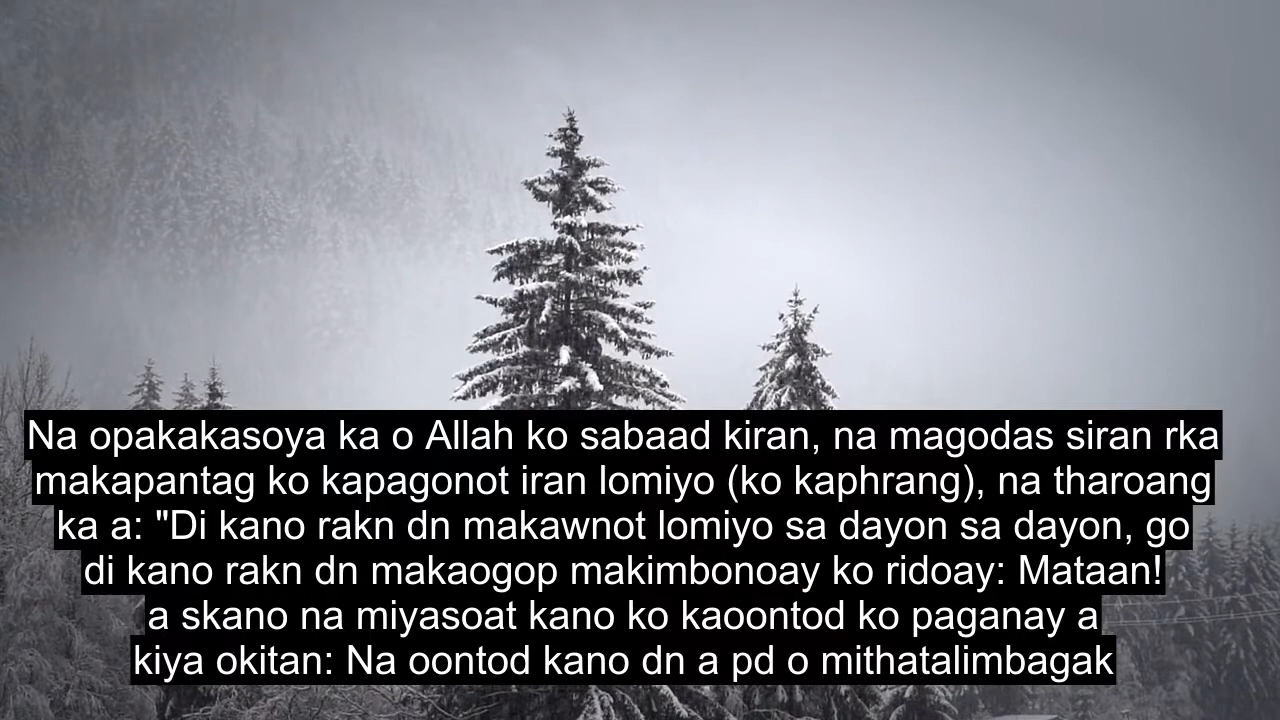 Na opakakasoya ka o Allah ko sabaad kiran, na magodas siran rka
makapantag ko kapagonot iran lomiyo (ko kaphrang), na tharoang
ka a: "Di kano rakn dn makawnot lomiyo sa dayon sa dayon, go
di kano rakn dn makaogop makimbonoay ko ridoay: Mataan!
a skano na miyasoat kano ko kaoontod ko paganay a
kiya okitan: Na oontod kano dn a pd o mithatalimbagak